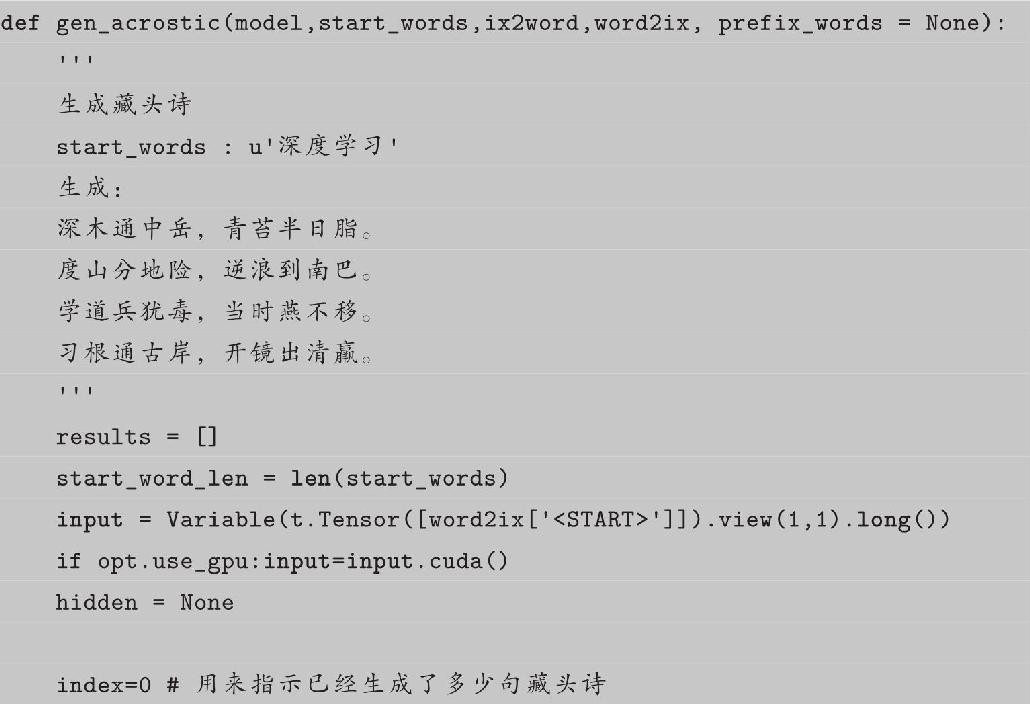 def gen_acrostic(model,start_words,ix2word,word2ix, prefix_words = None):
'''
生成藏头诗
start_words : u'深度学习'
生成:
深木通中岳，青苔半日脂。
度山分地险，逆浪到南巴。
学道兵犹毒，当时燕不移。
习根通古岸，开镜出清羸。
'''
results = []
start_word_len = len(start_words)
input = Variable(t.Tensor([word2ix['<START>']]).view(1,1).long())
if opt.use_gpu:input=input.cuda()
hidden = None
index=0 # 用来指示已经生成了多少句藏头诗